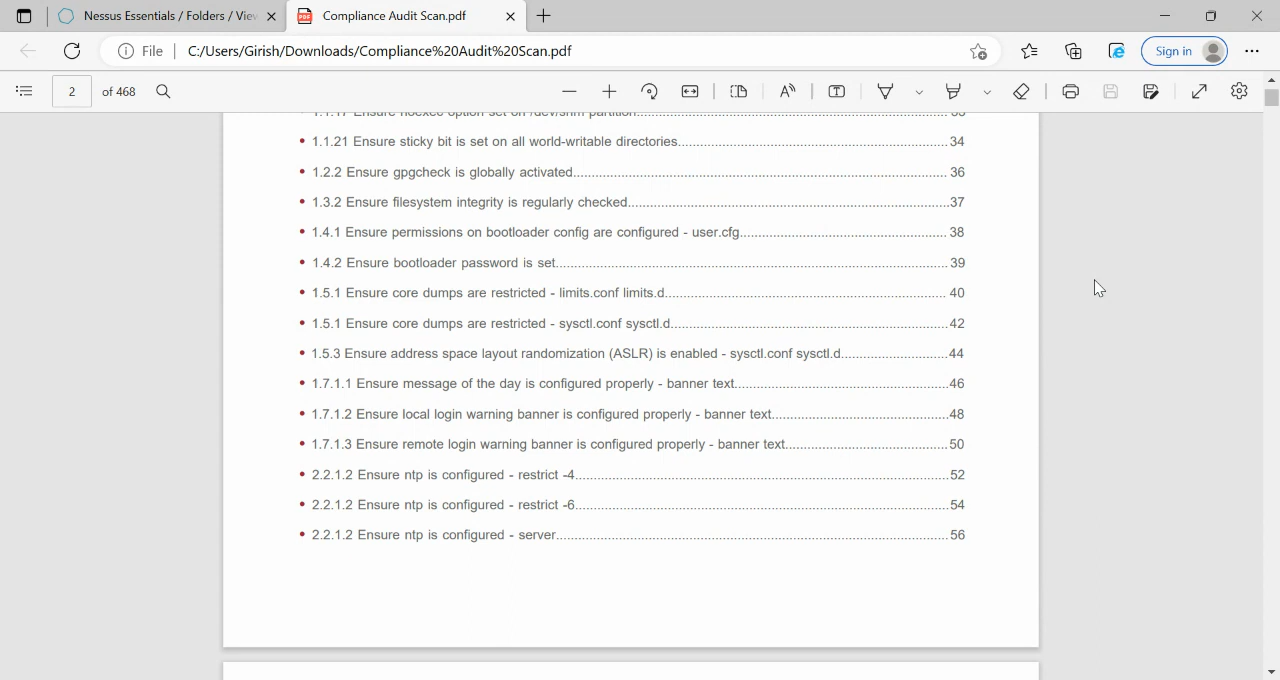 Nessus Essentials / Folders / View
Compliance Audit Scan.pdf
File
C:/Users/Girish/Downloads/Compliance%20Audit%20Scan.pdf
Sign in
2 of 468
1.1.17 Ensure noexec option set on /dev/shm partition 33
• 1.1.21 Ensure sticky bit is set on all world-writable directories 34
• 1.2.2 Ensure gpgcheck is globally activated 36
• 1.3.2 Ensure filesystem integrity is regularly checked 37
• 1.4.1 Ensure permissions on bootloader config are configured - user.cfg 38
• 1.4.2 Ensure bootloader password is set 39
• 1.5.1 Ensure core dumps are restricted - limits.conf limits.d 40
• 1.5.1 Ensure core dumps are restricted - sysctl.conf sysctl.d 42
• 1.5.3 Ensure address space layout randomization (ASLR) is enabled - sysctl.conf sysctl.d 44
• 1.7.1.1 Ensure message of the day is configured properly - banner text 46
• 1.7.1.2 Ensure local login warning banner is configured properly - banner text 48
• 1.7.1.3 Ensure remote login warning banner is configured properly - banner text 50
• 2.2.1.2 Ensure ntp is configured - restrict -4 52
• 2.2.1.2 Ensure ntp is configured - restrict -6 54
• 2.2.1.2 Ensure ntp is configured - server 56